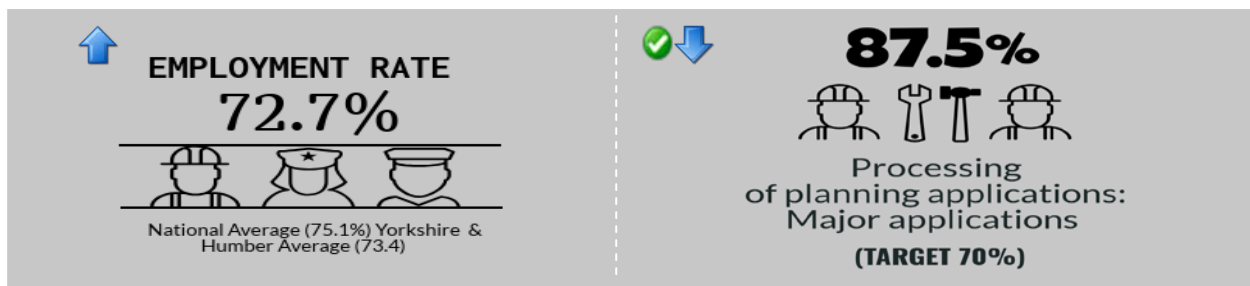 EMPLOYMENT RATE
72.7%
National Average (75.1%) Yorkshire &
Humber Average (73.4)
87.5%
Processing
of planning applications:
Major applications
(TARGET 70%)